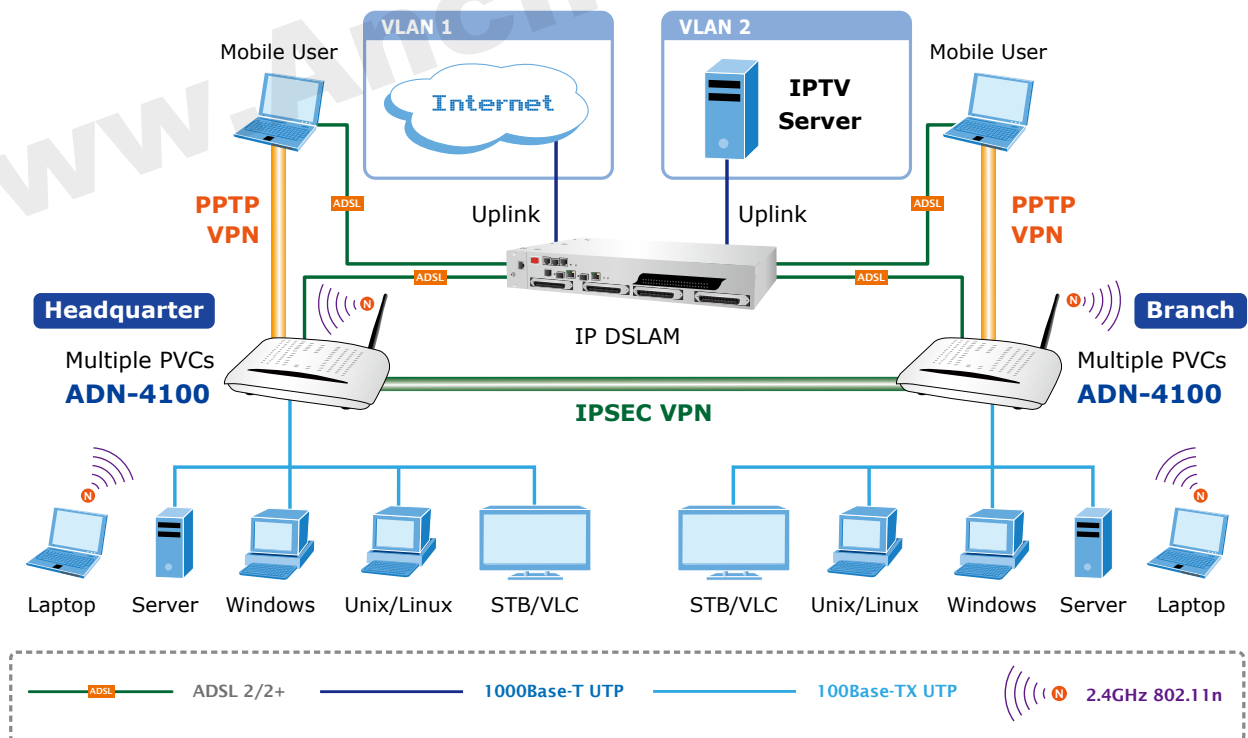 www.Anch
VLAN 1
VLAN 2
Mobile User
Mobile User
Internet
IPTV
Server
PPTP
VPN
ADSL
Uplink
Uplink
ADSL
PPTP
VPN
ADSL
ADSL
Headquarter
N
N
Branch
IP DSLAM
Multiple PVCs
ADN-4100
Multiple PVCs
ADN-4100
IPSEC VPN
N
N
Laptop
Server
Windows
Unix/Linux
STB/VLC
STB/VLC
Unix/Linux
Windows
Server
Laptop
ADSL
ADSL 2/2+
1000Base-T UTP
100Base-TX UTP
N
2.4GHz 802.11n